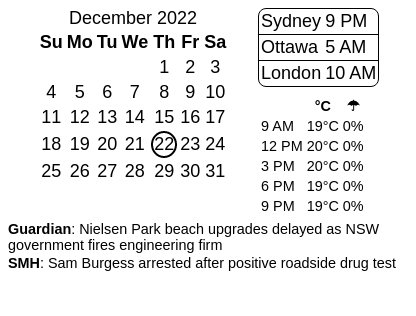 December 2022
Su Mo Tu We Th Fr Sa
1 2 3
4 5 6 7 8 9 10
11 12 13 14 15 16 17
18 19 20 21 22 23 24
25 26 27 28 29 30 31
Sydney 9 PM
Ottawa 5 AM
London 10 AM
°C ☂
9 AM 19°C 0%
12 PM 20°C 0%
3 PM 20°C 0%
6 PM 19°C 0%
9 PM 19°C 0%
Guardian: Nielsen Park beach upgrades delayed as NSW
government fires engineering firm
SMH: Sam Burgess arrested after positive roadside drug test